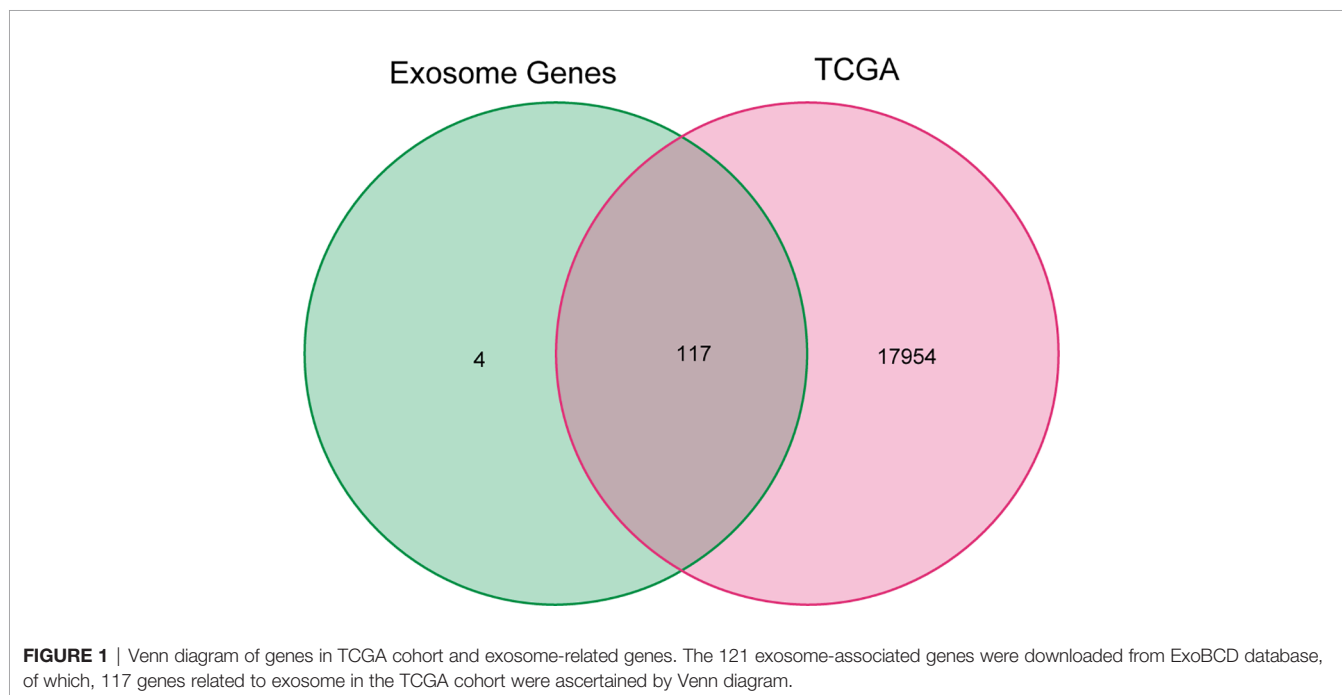 Exosome Genes
TCGA
4
117
17954
FIGURE 1 | Venn diagram of genes in TCGA cohort and exosome-related genes. The 121 exosome-associated genes were downloaded from ExoBCD database,
of which, 117 genes related to exosome in the TCGA cohort were ascertained by Venn diagram.